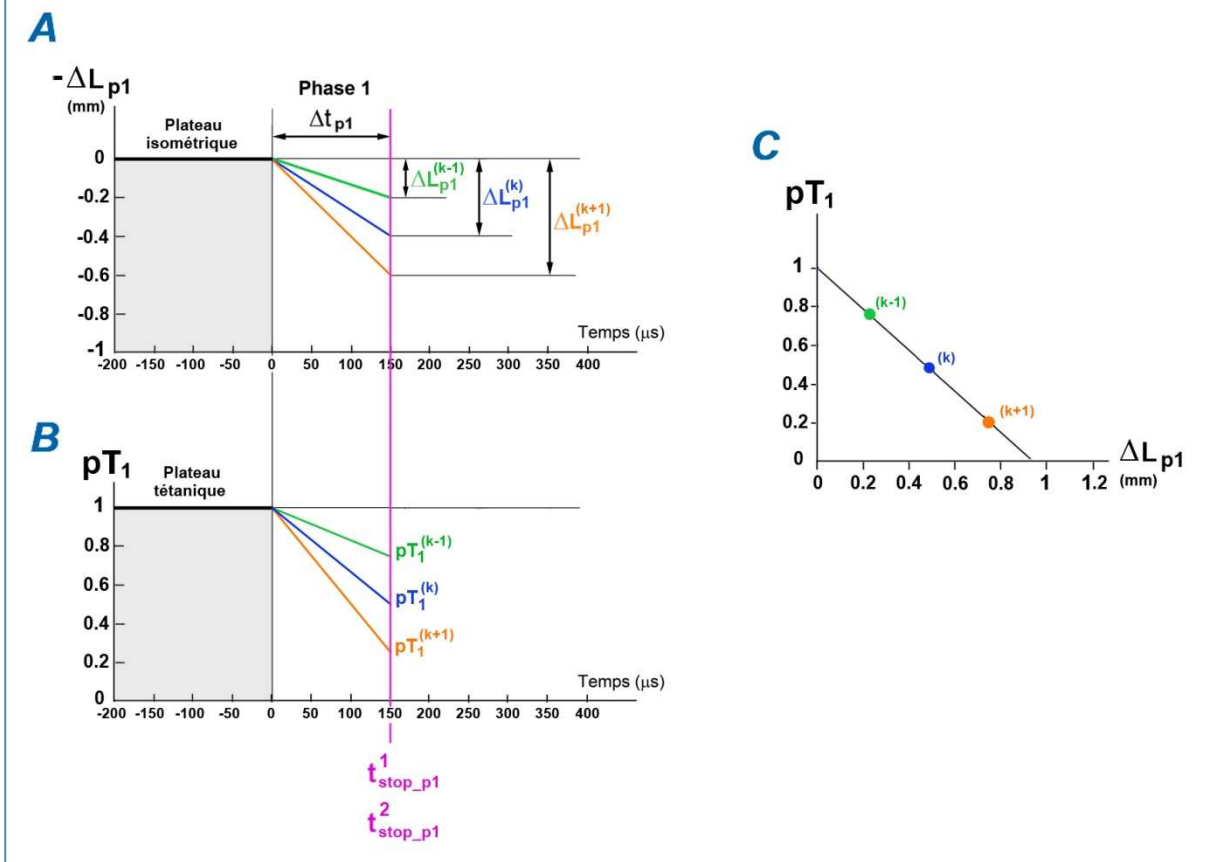 A
-ΔL p1
(mm)
Phase 1
Δt p1
Plateau
isométrique
0
-0.2
-0.4
-0.6
-0.8
-1
ΔL p1 (k-1)
ΔL p1 (k)
ΔL p1 (k+1)
Temps (μs)
-200 -150 -100 -50 0 50 100 150 200 250 300 350 400
B
pT1
Plateau
tétanique
1
0.8
0.6
0.4
0.2
0
pT1 (k-1)
pT1 (k)
pT1 (k+1)
Temps (μs)
-200 -150 -100 -50 0 50 100 150 200 250 300 350 400
t 1 stop_p1
t 2 stop_p1
C
pT1
1
0.8
0.6
0.4
0.2
0
(k-1)
(k)
(k+1)
ΔL p1
(mm)
0 0.2 0.4 0.6 0.8 1 1.2